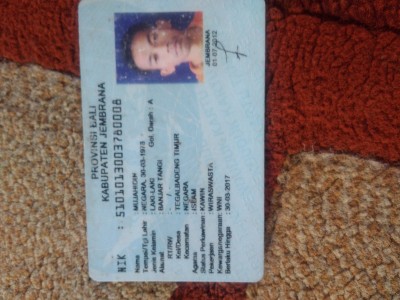 PROVINSI BALI
KABUPATEN JEMBRANA
NIK : 5101013003780008
Nama : MUJAHIDIN
Tempat/Tgl Lahir : NEGARA, 30-03-1978
Jenis Kelamin : LAKI-LAKI Gol. Darah : A
Alamat : BANJAR TANGI
RT/RW : - / -
Kel/Desa : TEGALBADENG TIMUR
Kecamatan : NEGARA
Agama : ISLAM
Status Perkawinan : KAWIN
Pekerjaan : WIRASWASTA
Kewarganegaraan : WNI
Berlaku Hingga : 30-03-2017
JEMBRANA
01-07-2012